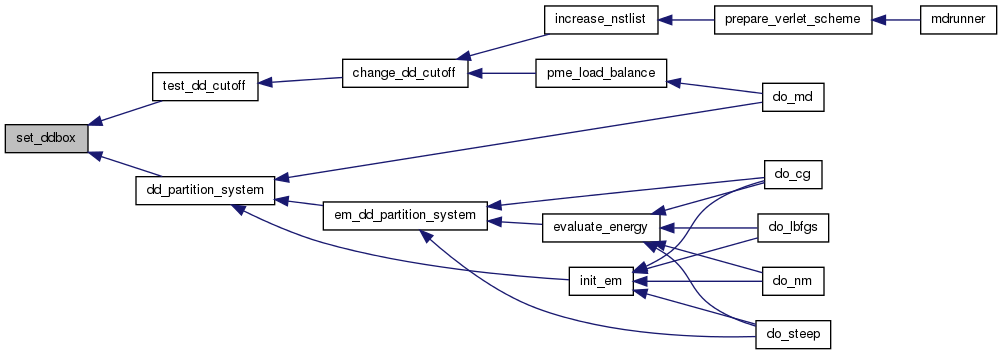 increase_nstlist
prepare_verlet_scheme
mdrunner
change_dd_cutoff
pme_load_balance
test_dd_cutoff
do_md
set_ddbox
do_cg
dd_partition_system
em_dd_partition_system
evaluate_energy
do_lbfgs
init_em
do_nm
do_steep